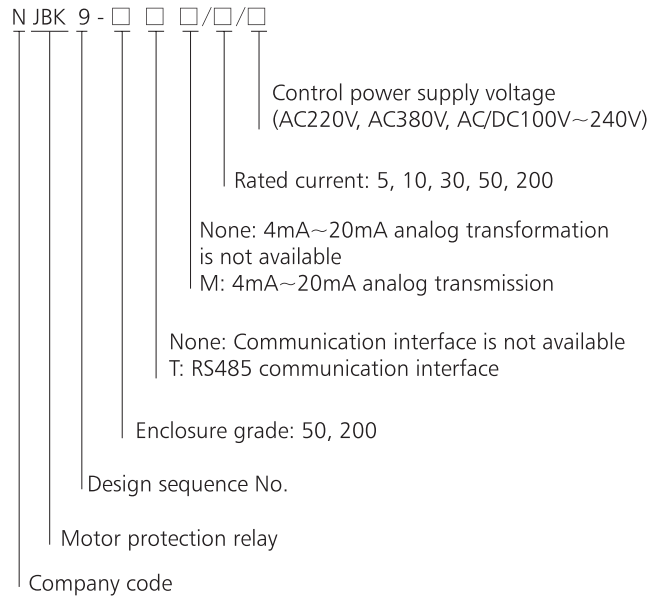 N JBK 9 - □ □ □/□/□
Control power supply voltage
(AC220V, AC380V, AC/DC100V~240V)
Rated current: 5, 10, 30, 50, 200
None: 4mA~20mA analog transformation
is not available
M: 4mA~20mA analog transmission
None: Communication interface is not available
T: RS485 communication interface
Enclosure grade: 50, 200
Design sequence No.
Motor protection relay
Company code